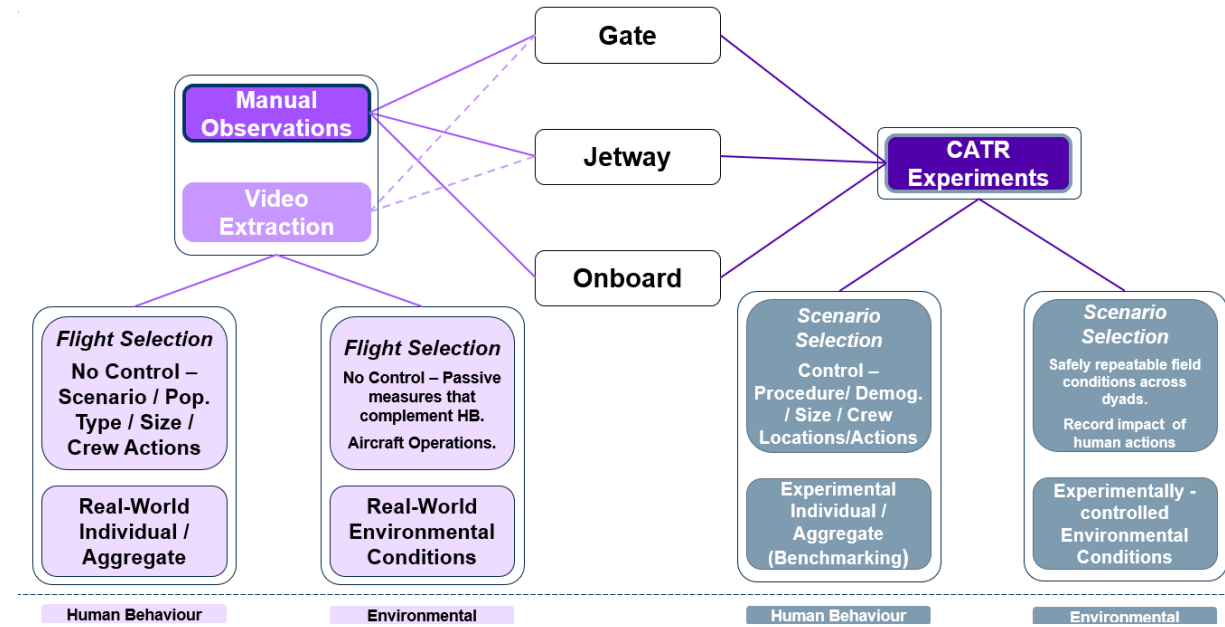 Gate
Manual
Observations
Jetway
CATR
Experiments
Video
Extraction
Onboard
Flight Selection
No Control –
Scenario / Pop.
Type / Size /
Crew Actions
Real-World
Individual /
Aggregate
Flight Selection
No Control – Passive
measures that
complement HB.
Aircraft Operations.
Real-World
Environmental
Conditions
Scenario
Selection
Control –
Procedure/ Demog.
/ Size / Crew
Locations/Actions
Experimental
Individual /
Aggregate
(Benchmarking)
Scenario
Selection
Safely repeatable field
conditions across
dyads.
Record impact of
human actions
Experimentally -
controlled
Environmental
Conditions
Human Behaviour
Environmental
Human Behaviour
Environmental